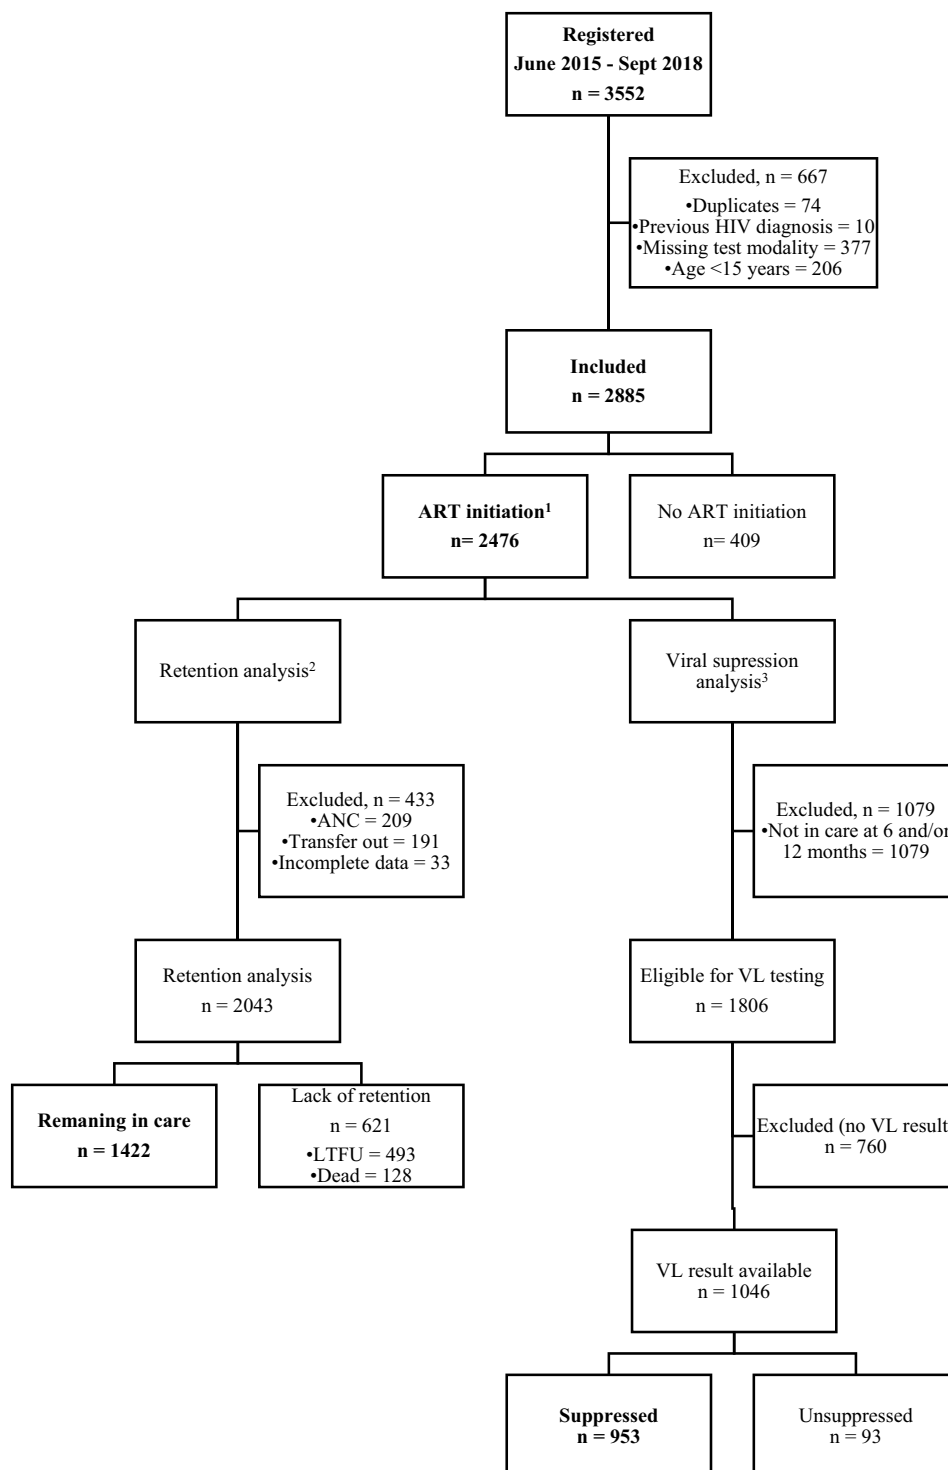 Registered
June 2015 - Sept 2018
n = 3552
Excluded, n = 667
•Duplicates = 74
•Previous HIV diagnosis = 10
•Missing test modality = 377
•Age <15 years = 206
Included
n = 2885
ART initiation¹
n= 2476
No ART initiation
n= 409
Retention analysis²
Viral supression
analysis³
Excluded, n = 433
•ANC = 209
•Transfer out = 191
•Incomplete data = 33
Excluded, n = 1079
•Not in care at 6 and/or
12 months = 1079
Retention analysis
n = 2043
Eligible for VL testing
n = 1806
Remaning in care
n = 1422
Lack of retention
n = 621
•LTFU = 493
•Dead = 128
Excluded (no VL result
n = 760
VL result available
n = 1046
Suppressed
n = 953
Unsuppressed
n = 93